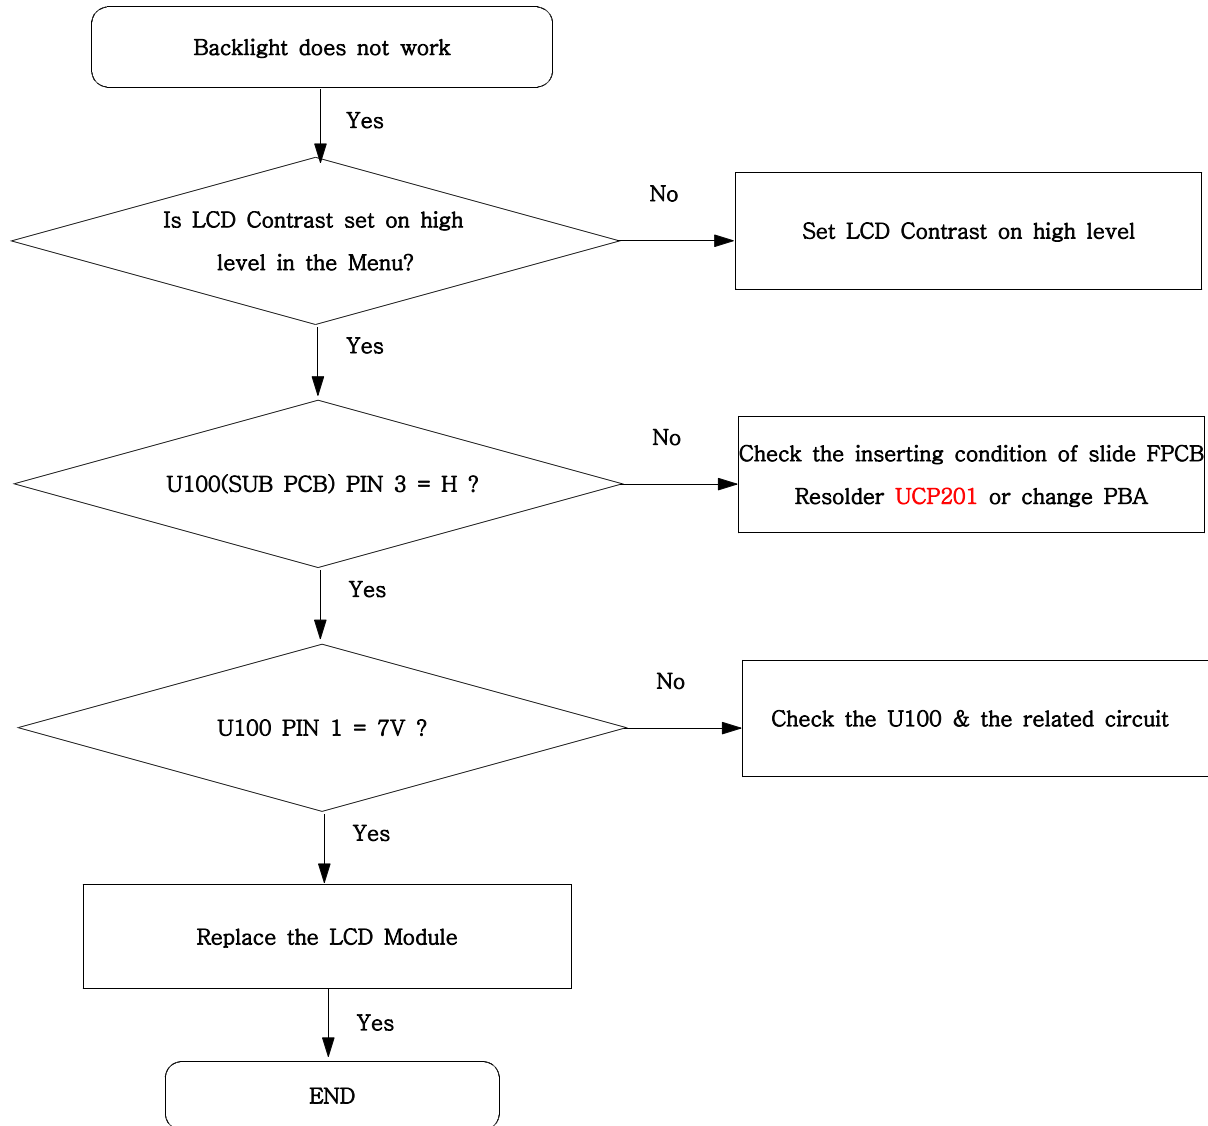 Backlight does not work
Yes
Is LCD Contrast set on high
level in the Menu?
No
Set LCD Contrast on high level
Yes
U100(SUB PCB) PIN 3 = H ?
No
Check the inserting condition of slide FPCB
Resolder UCP201 or change PBA
Yes
U100 PIN 1 = 7V ?
No
Check the U100 & the related circuit
Yes
Replace the LCD Module
Yes
END